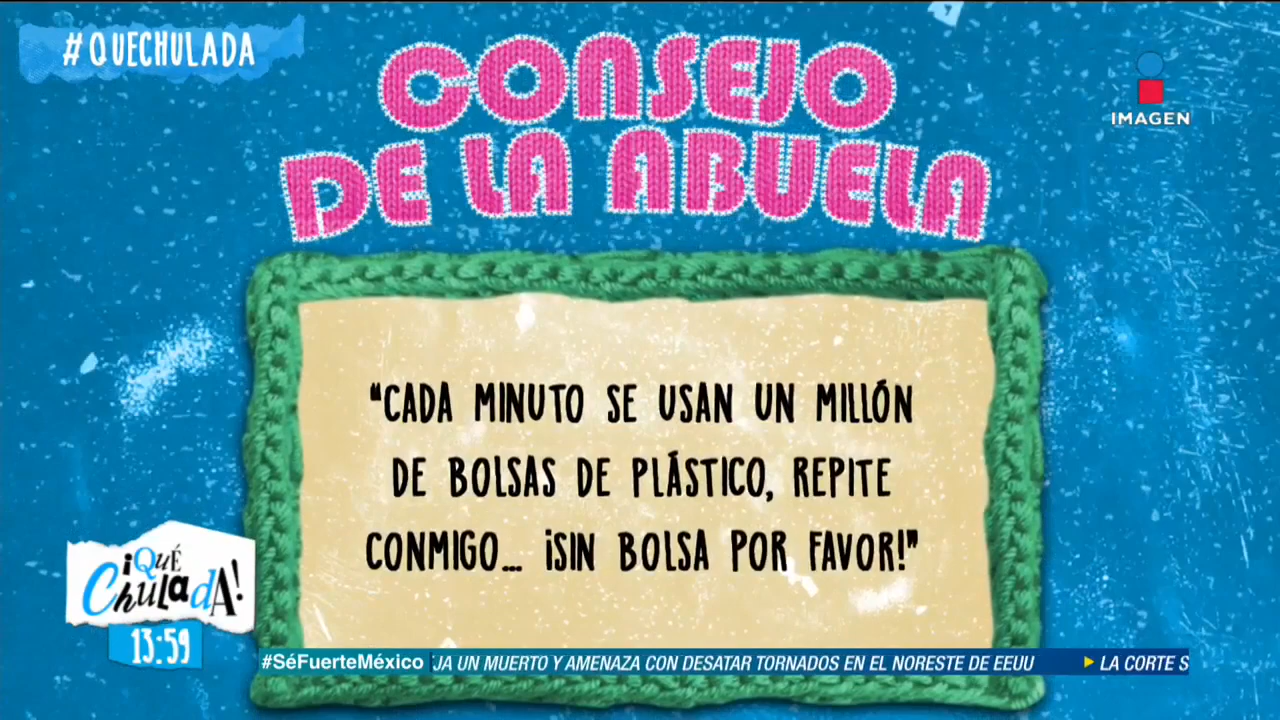 #QUECHULADA
CONSEJO
DE LA ABUELA
IMAGEN
“CADA MINUTO SE USAN UN MILLÓN
DE BOLSAS DE PLÁSTICO, REPITE
CONMIGO... ¡SIN BOLSA POR FAVOR!”
¡QUÉ
ChULadA!
13:59
#SéFuerteMéxico JA UN MUERTO Y AMENAZA CON DESATAR TORNADOS EN EL NORESTE DE EEUU LA CORTE S